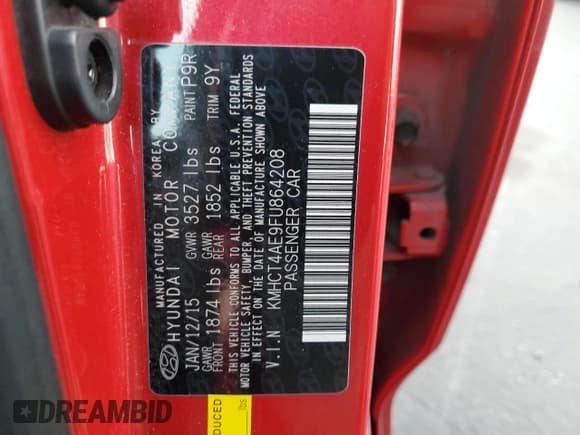 MANUFACTURED IN KOREA BY
HYUNDAI MOTOR COMPANY
JAN/12/15 GVWR 3527 lbs PAINT P9R
GAWR FRONT 1874 lbs GAWR REAR 1852 lbs TRIM 9Y
THIS VEHICLE CONFORMS TO ALL APPLICABLE U.S.A. FEDERAL
MOTOR VEHICLE SAFETY, BUMPER, AND THEFT PREVENTION STANDARDS
IN EFFECT ON THE DATE OF MANUFACTURE SHOWN ABOVE
V.I.N KMHCT4AE9FU864208
PASSENGER CAR
DUCED
lbs
DREAMBID